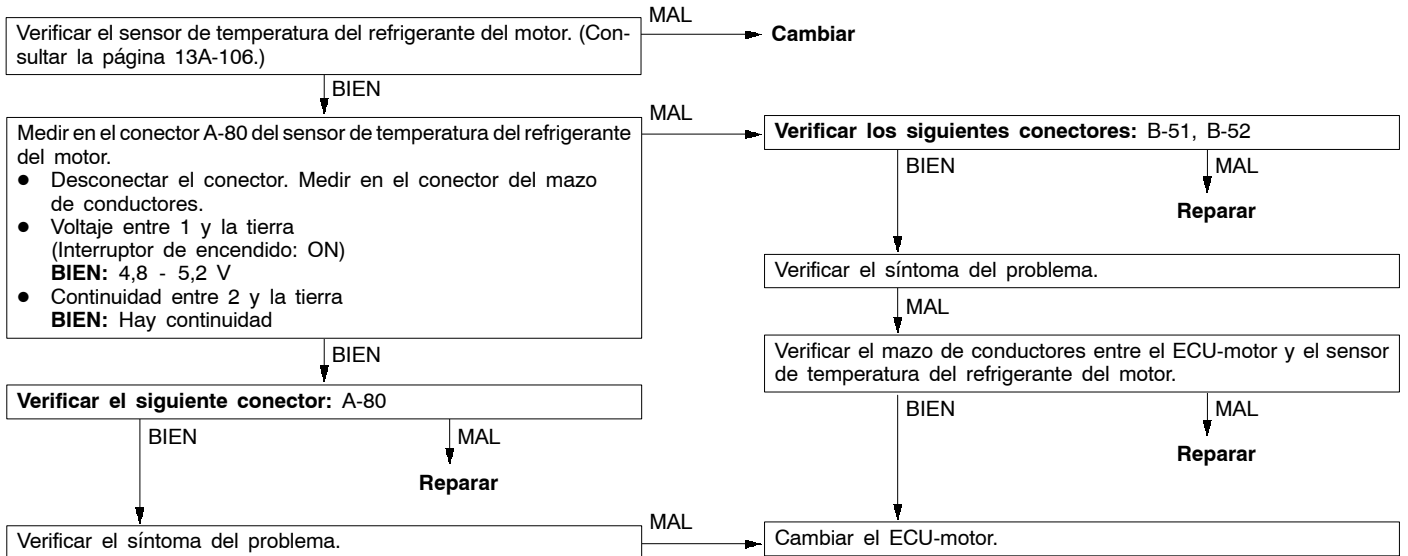 Verificar el sensor de temperatura del refrigerante del motor. (Con-
sultar la página 13A-106.)
MAL
Cambiar
BIEN
Medir en el conector A-80 del sensor de temperatura del refrigerante
del motor.
● Desconectar el conector. Medir en el conector del mazo
de conductores.
● Voltaje entre 1 y la tierra
(Interruptor de encendido: ON)
BIEN: 4,8 - 5,2 V
● Continuidad entre 2 y la tierra
BIEN: Hay continuidad
MAL
Verificar los siguientes conectores: B-51, B-52
BIEN
MAL
Reparar
Verificar el síntoma del problema.
MAL
Verificar el mazo de conductores entre el ECU-motor y el sensor
de temperatura del refrigerante del motor.
BIEN
MAL
Reparar
BIEN
Verificar el siguiente conector: A-80
BIEN
MAL
Reparar
Verificar el síntoma del problema.
MAL
Cambiar el ECU-motor.